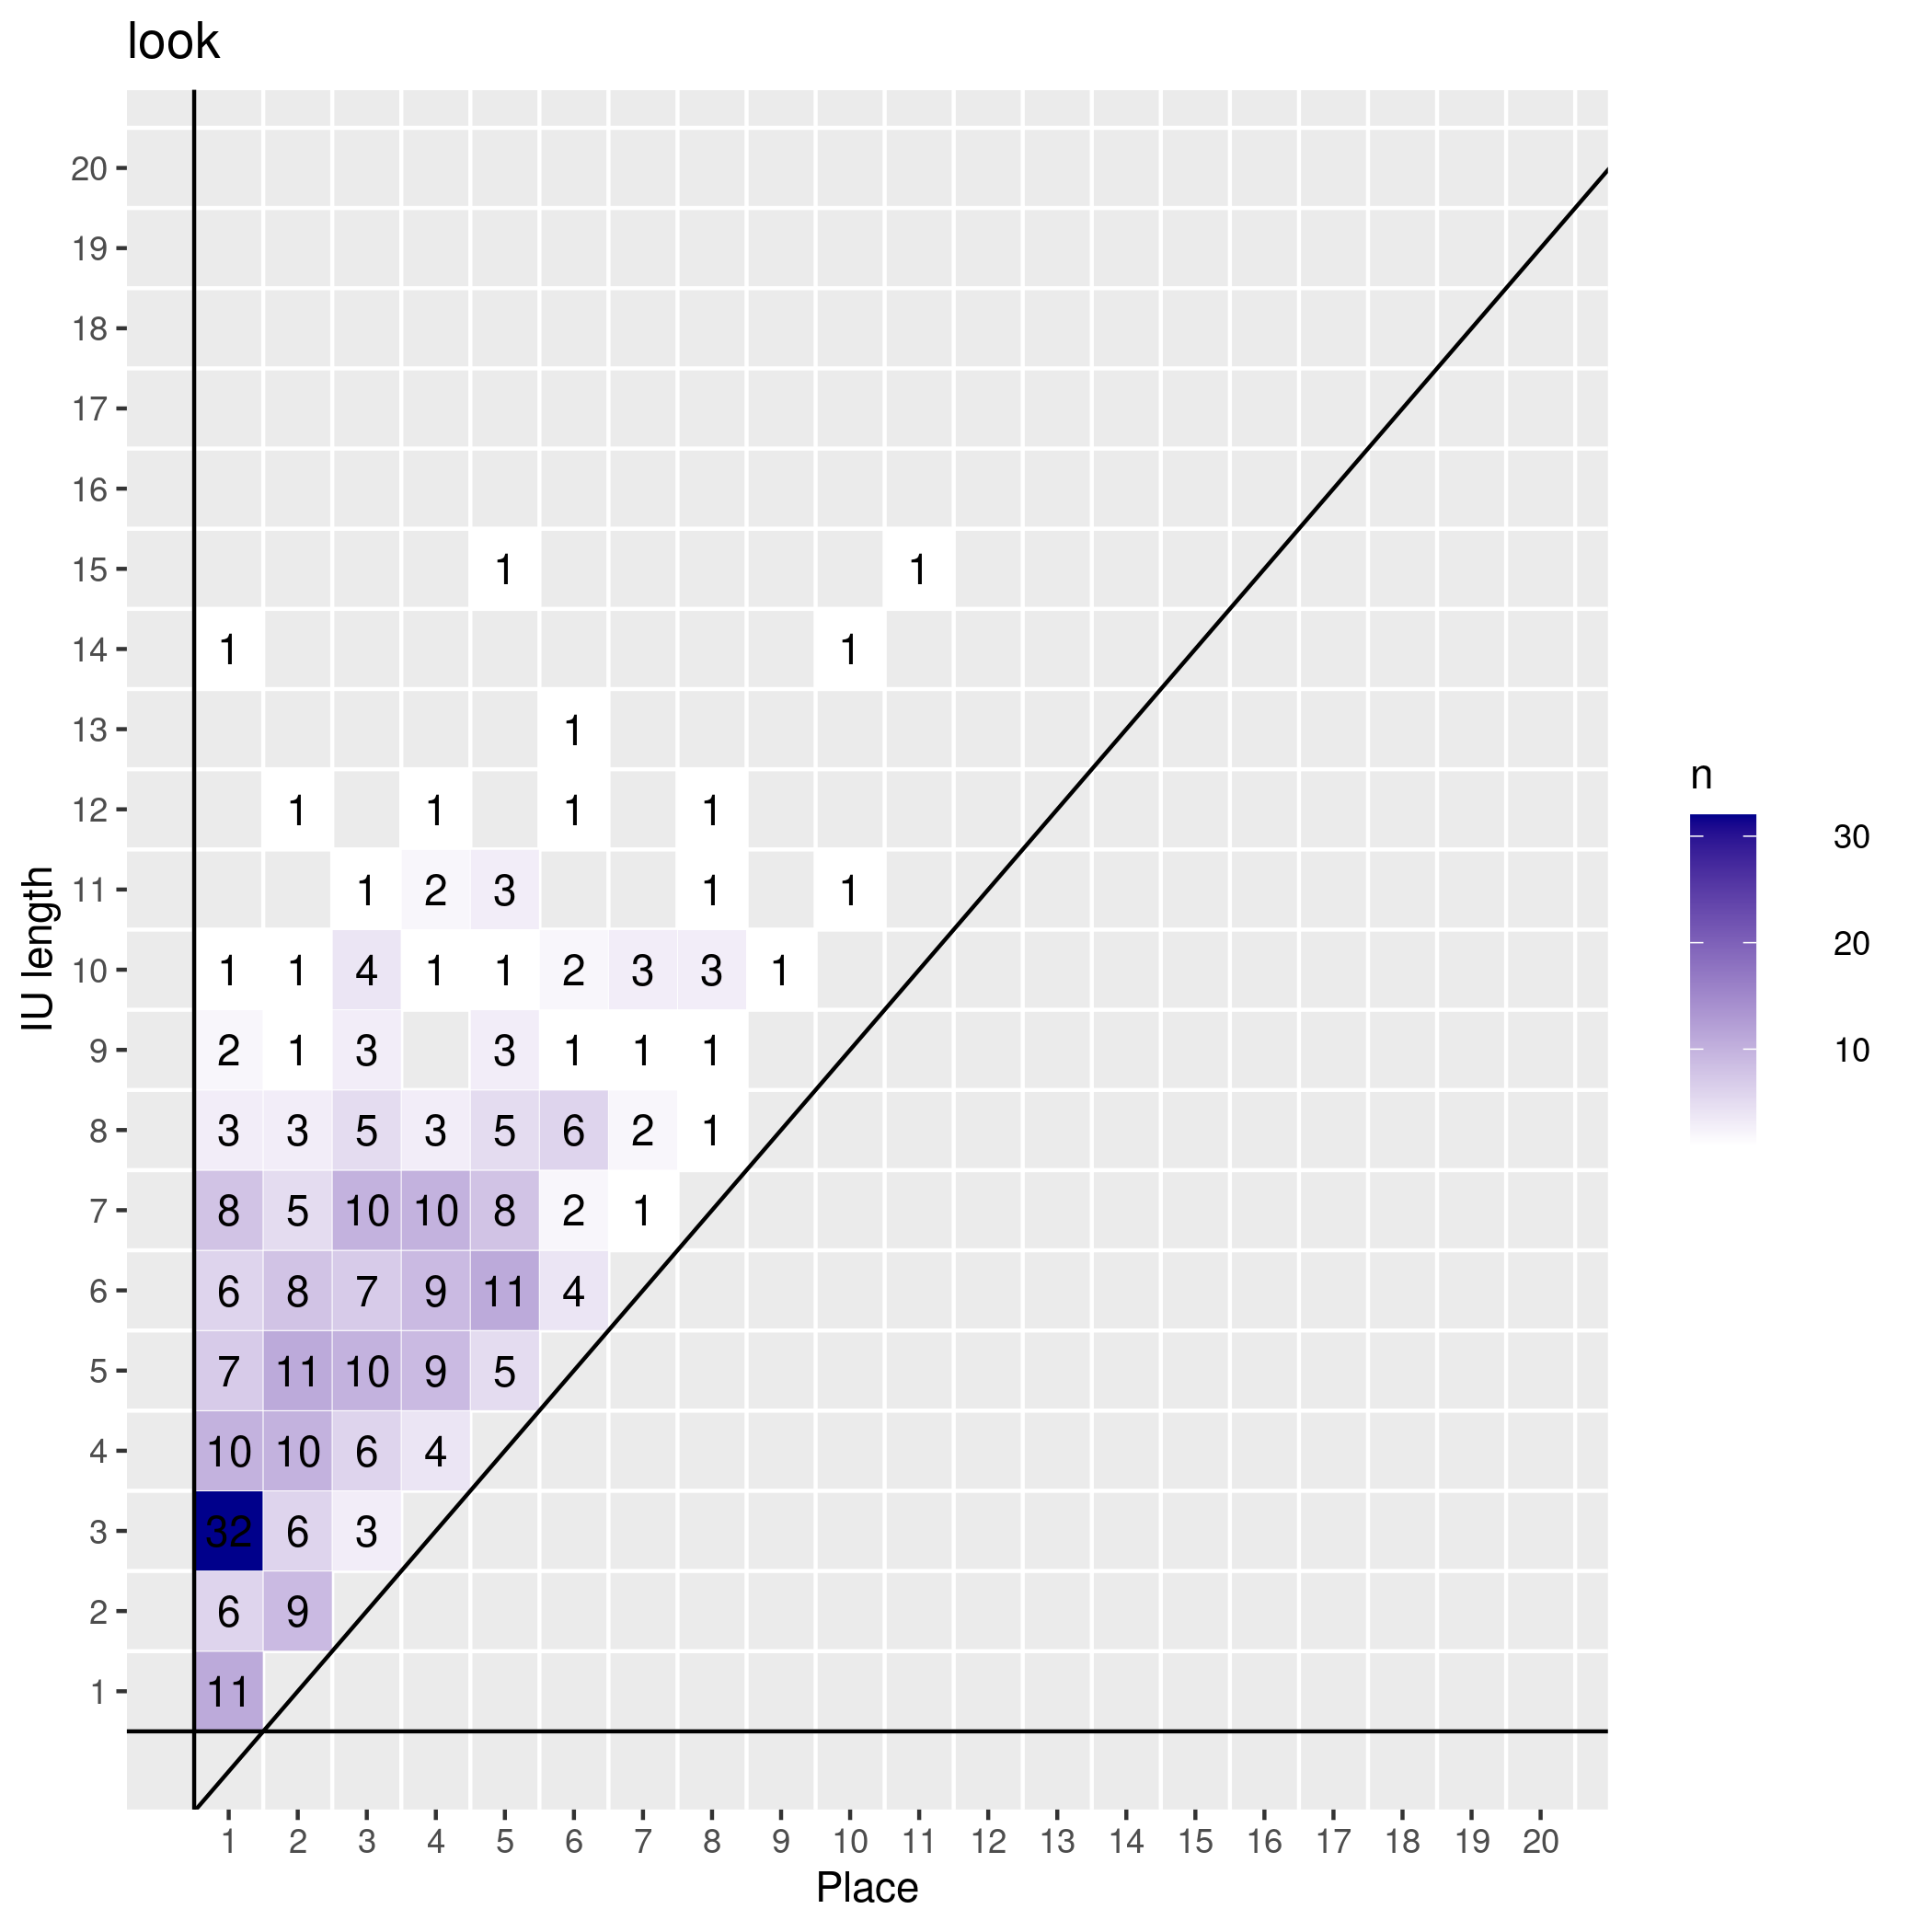 look
20
19
18
17
16
15 1 1
14 1 1
13 1
12 1 1 1 1
11 1 2 3 1 1
10 1 1 4 1 1 2 3 3 1
9 2 1 3 3 1 1 1
8 3 3 5 3 5 6 2 1
7 8 5 10 10 8 2 1
6 6 8 7 9 11 4
5 7 11 10 9 5
4 10 10 6 4
3 32 6 3
2 6 9
1 11
1 2 3 4 5 6 7 8 9 10 11 12 13 14 15 16 17 18 19 20
Place
IU length
n
30
20
10